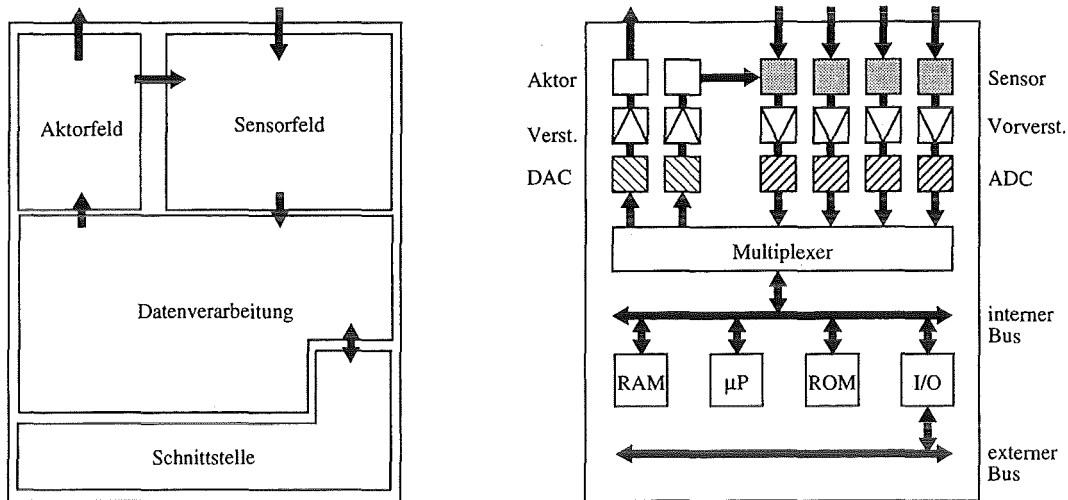 Aktorfeld
Sensorfeld
Datenverarbeitung
Schnittstelle
Aktor
Sensor
Verst.
Vorverst.
DAC
ADC
Multiplexer
interner
Bus
RAM
µP
ROM
I/O
externer
Bus